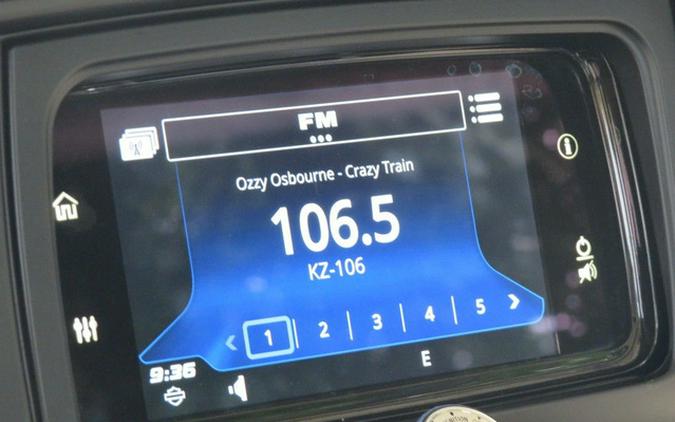 FM
Ozzy Osbourne - Crazy Train
106.5
KZ-106
1 2 3 4 5
9:36
E